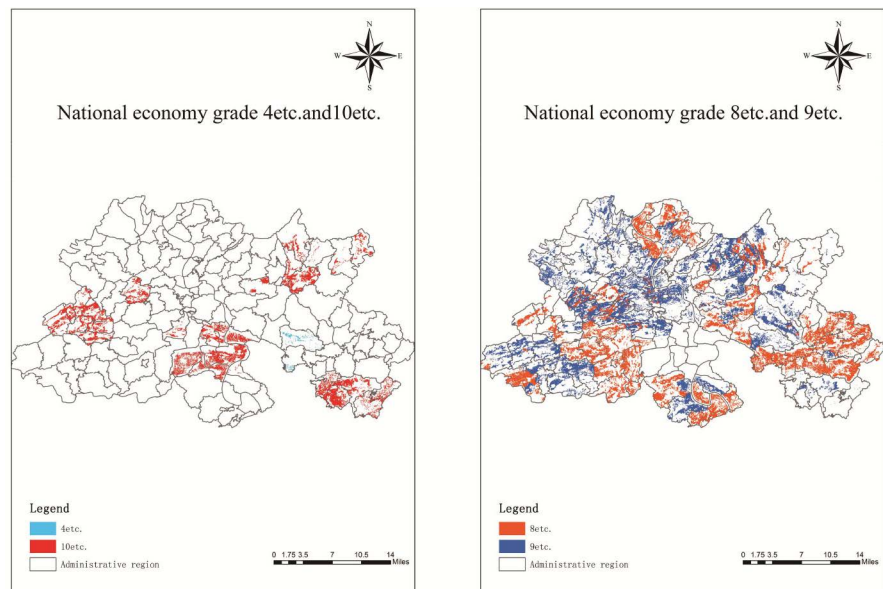 N
W E
S
National economy grade 4etc.and10etc.
Legend
4etc.
10etc.
Administrative region
0 1.75 3.5 7 10.5 14
Miles
N
W E
S
National economy grade 8etc.and 9etc.
Legend
8etc.
9etc.
Administrative region
0 1.75 3.5 7 10.5 14
Miles